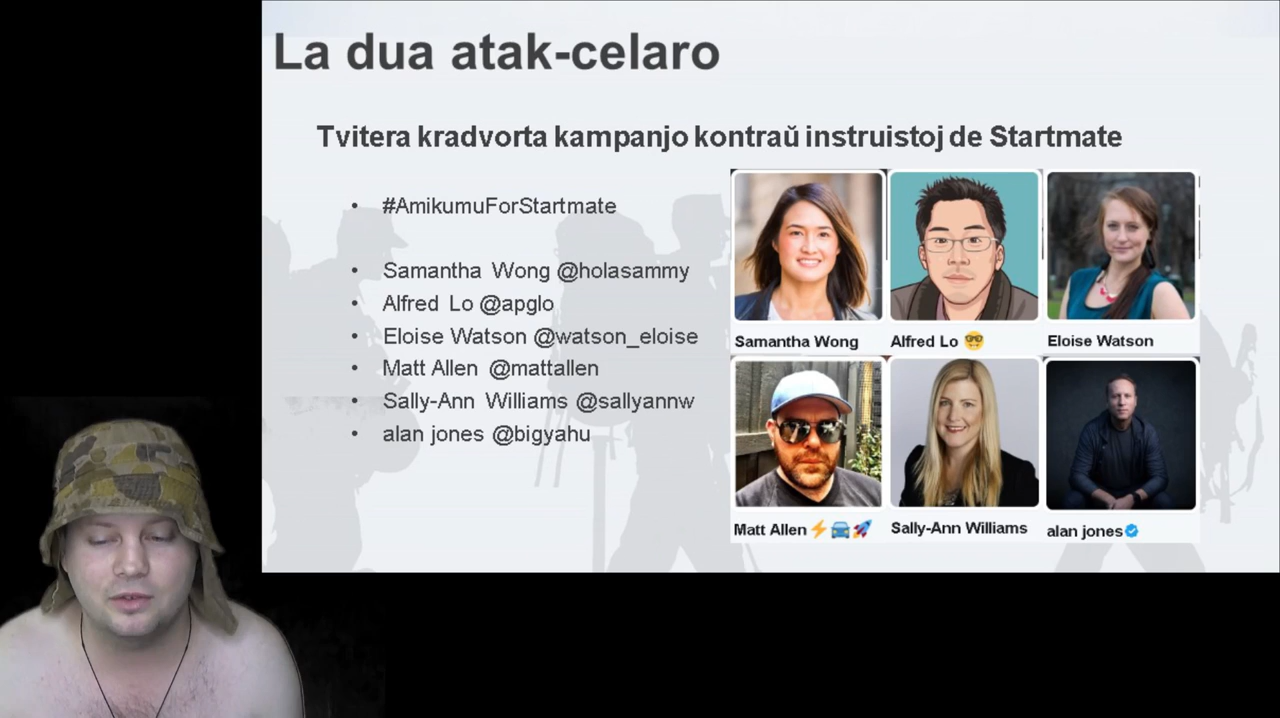 La dua atak-celaro
Tvitera kradvorta kampanjo kontraŭ instruistoj de Startmate
#AmikumuForStartmate
Samantha Wong @holasammy
Alfred Lo @apglo
Eloise Watson @watson_eloise
Matt Allen @mattallen
Sally-Ann Williams @sallyannw
alan jones @bigyahu
Samantha Wong
Alfred Lo 🤓
Eloise Watson
Matt Allen ⚡🚘🚀
Sally-Ann Williams
alan jones